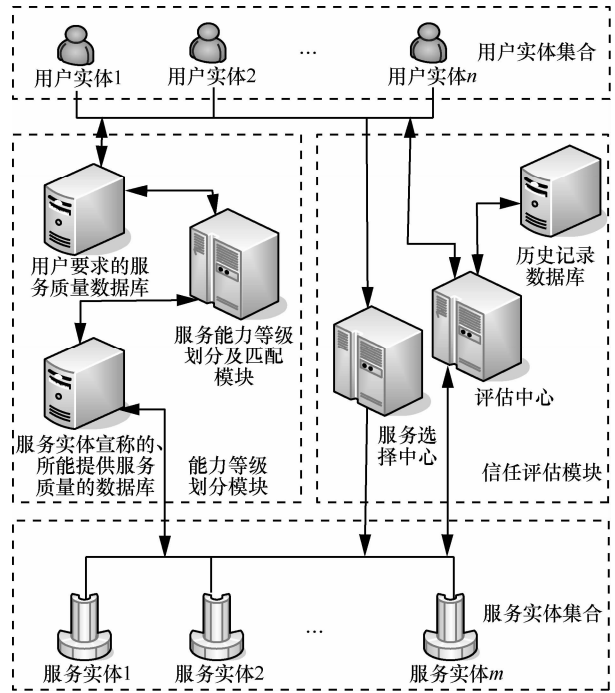 用户实体1
用户实体2
...
用户实体n
用户实体集合
用户要求的服
务质量数据库
服务能力等级
划分及匹配
模块
服务实体宣称的、
所能提供服务
质量的数据库
能力等级
划分模块
历史记录
数据库
评估中心
服务选
择中心
信任评估模块
服务实体集合
服务实体1
服务实体2
...
服务实体m